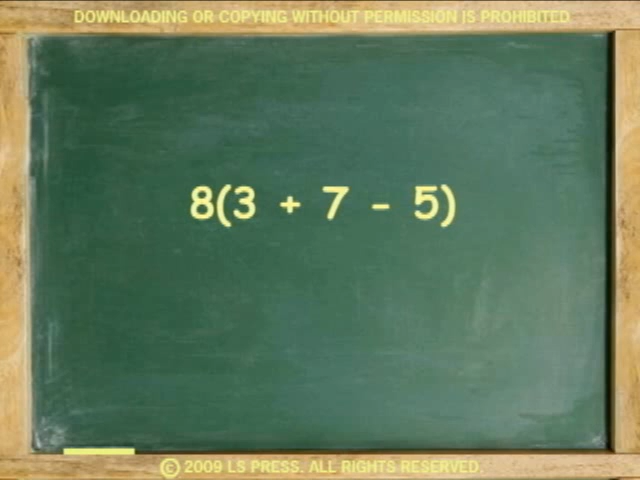 DOWNLOADING OR COPYING WITHOUT PERMISSION IS PROHIBITED
8(3 + 7 - 5)
© 2009 LS PRESS. ALL RIGHTS RESERVED.